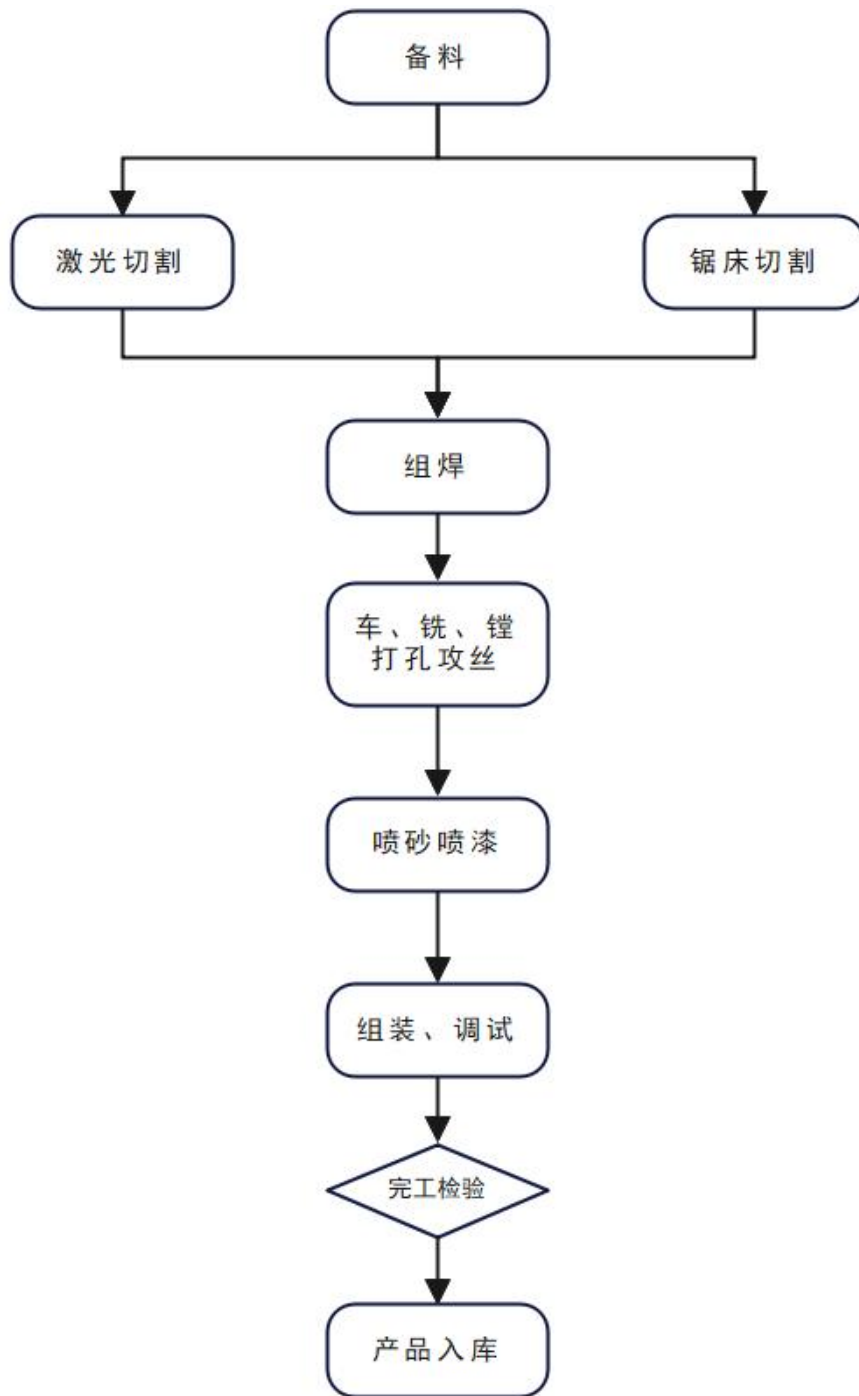 备料
激光切割
锯床切割
组焊
车、铣、镗
打孔攻丝
喷砂喷漆
组装、调试
完工检验
产品入库